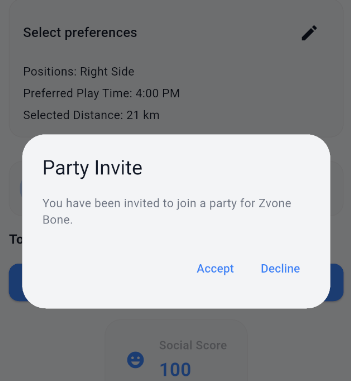 Select preferences
Positions: Right Side
Preferred Play Time: 4:00 PM
Selected Distance: 21 km
Party Invite
You have been invited to join a party for Zvone
Bone.
To
Accept Decline
Social Score
100